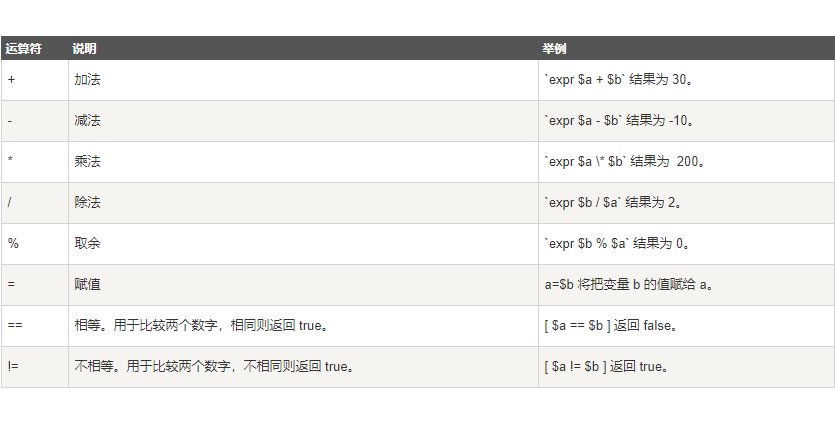 运算符 说明 举例
+ 加法 `expr $a + $b` 结果为 30。
- 减法 `expr $a - $b` 结果为 -10。
* 乘法 `expr $a \* $b` 结果为  200。
/ 除法 `expr $b / $a` 结果为 2。
% 取余 `expr $b % $a` 结果为 0。
= 赋值 a=$b 将把变量 b 的值赋给 a。
== 相等。用于比较两个数字，相同则返回 true。 [ $a == $b ] 返回 false。
!= 不相等。用于比较两个数字，不相同则返回 true。 [ $a != $b ] 返回 true。